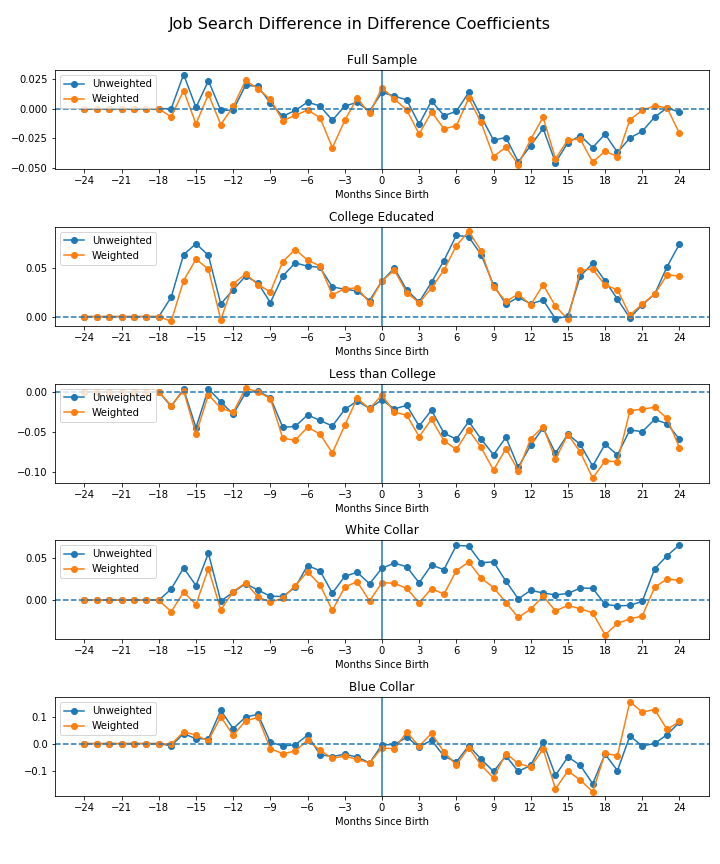 Job Search Difference in Difference Coefficients
Full Sample
Unweighted
Weighted
0.025
0.000
−0.025
−0.050
−24 −21 −18 −15 −12 −9 −6 −3 0 3 6 9 12 15 18 21 24
Months Since Birth
College Educated
Unweighted
Weighted
0.05
0.00
−24 −21 −18 −15 −12 −9 −6 −3 0 3 6 9 12 15 18 21 24
Months Since Birth
Less than College
Unweighted
Weighted
0.00
−0.05
−0.10
−24 −21 −18 −15 −12 −9 −6 −3 0 3 6 9 12 15 18 21 24
Months Since Birth
White Collar
Unweighted
Weighted
0.05
0.00
−24 −21 −18 −15 −12 −9 −6 −3 0 3 6 9 12 15 18 21 24
Months Since Birth
Blue Collar
Unweighted
Weighted
0.1
0.0
−0.1
−24 −21 −18 −15 −12 −9 −6 −3 0 3 6 9 12 15 18 21 24
Months Since Birth